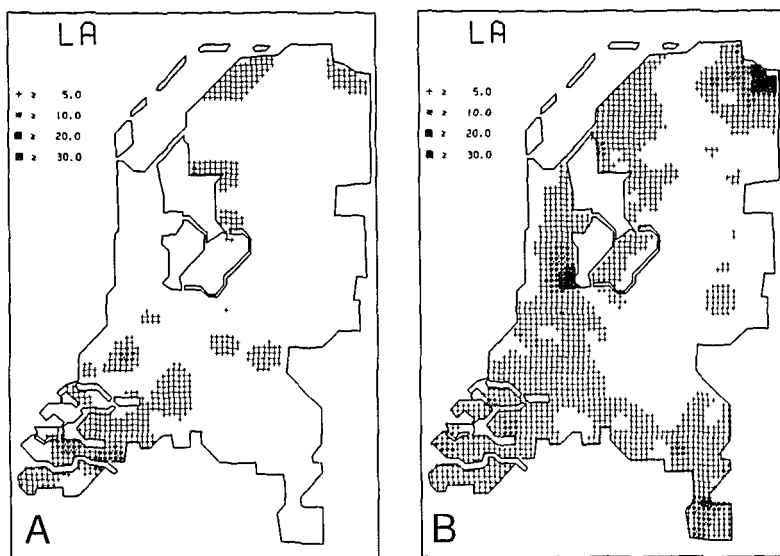 LA
+ ≥ 5.0
* ≥ 10.0
■ ≥ 20.0
■ ≥ 30.0
A
LA
+ ≥ 5.0
* ≥ 10.0
■ ≥ 20.0
■ ≥ 30.0
B